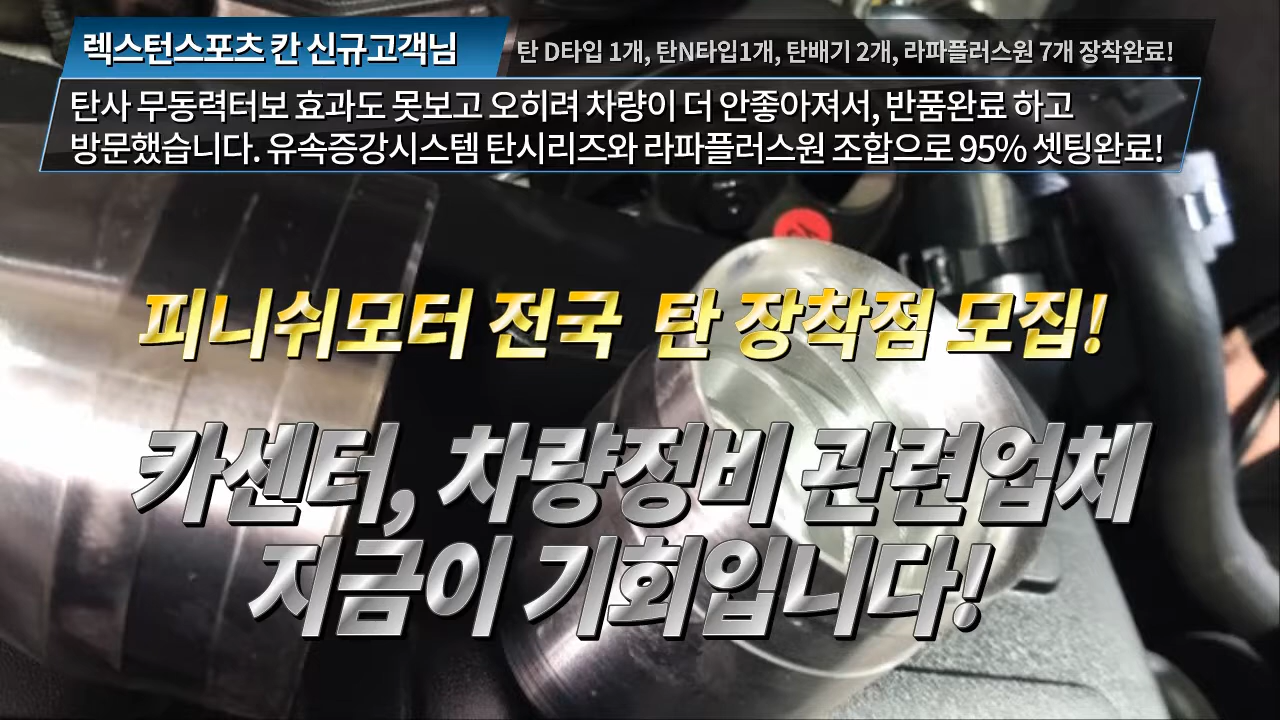 렉스턴스포츠 칸 신규고객님
탄 D타입 1개, 탄N타입1개, 탄배기 2개, 라파플러스원 7개 장착완료!
탄사 무동력터보 효과도 못보고 오히려 차량이 더 안좋아져서, 반품완료 하고
방문했습니다. 유속증강시스템 탄시리즈와 라파플러스원 조합으로 95% 셋팅완료!
피니쉬모터 전국 탄 장착점 모집!
카센터, 차량정비 관련업체
지금이 기회입니다!